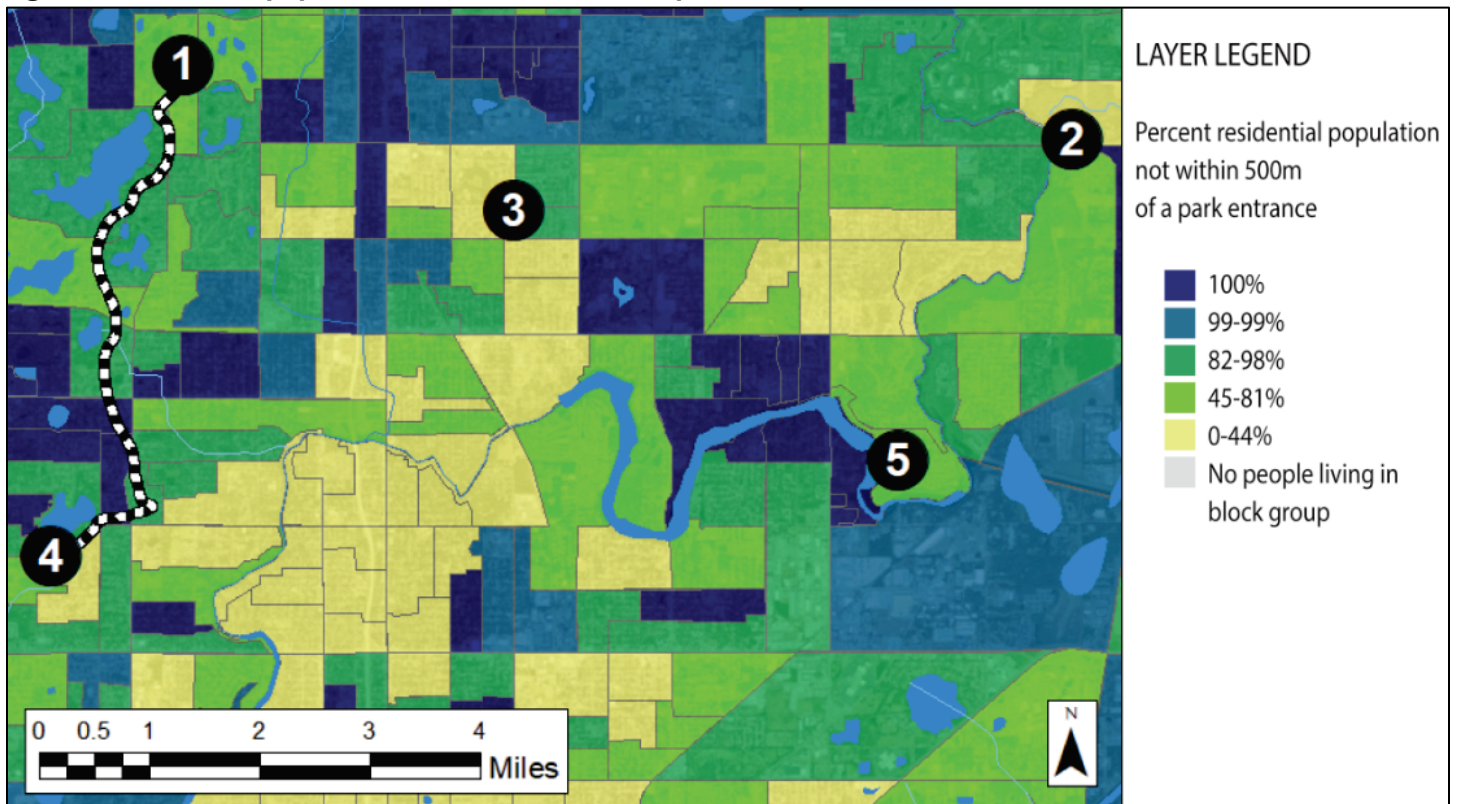 1
2
3
4
5
0 0.5 1 2 3 4
Miles
N
LAYER LEGEND
Percent residential population
not within 500m
of a park entrance
100%
99-99%
82-98%
45-81%
0-44%
No people living in
block group